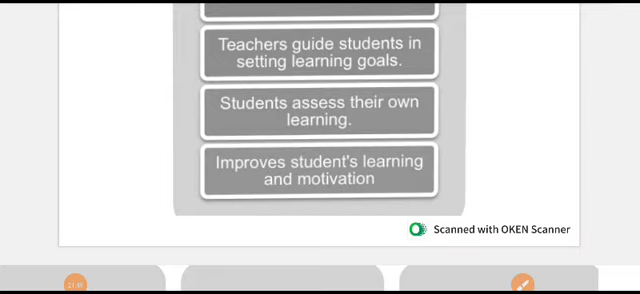 Teachers guide students in
setting learning goals.
Students assess their own
learning.
Improves student's learning
and motivation
Scanned with OKEN Scanner